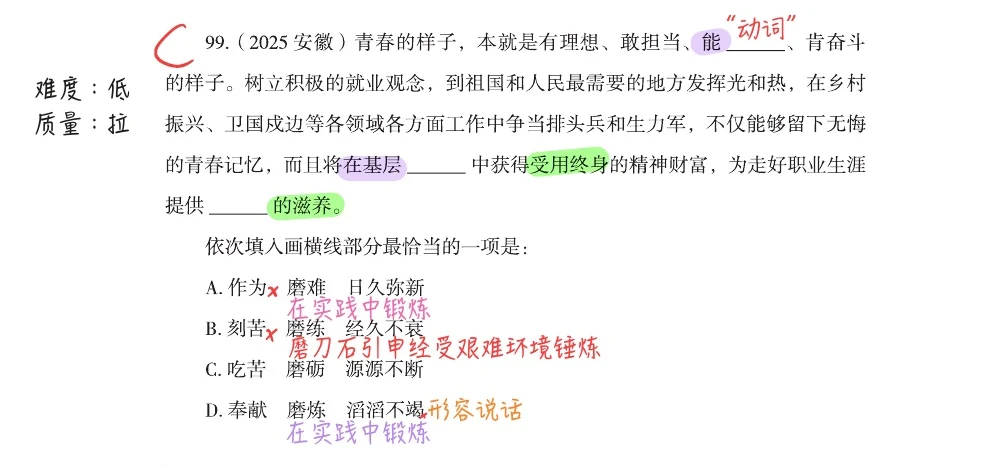 “动词”
C 99.（2025 安徽）青春的样子，本就是有理想、敢担当、能______、肯奋斗
难度：低
的样子。树立积极的就业观念，到祖国和人民最需要的地方发挥光和热，在乡村
质量：拉
振兴、卫国戍边等各领域各方面工作中争当排头兵和生力军，不仅能够留下无悔
的青春记忆，而且将在基层______中获得受用终身的精神财富，为走好职业生涯
提供______的滋养。
依次填入画横线部分最恰当的一项是：
A. 作为× 磨难 日久弥新
在实践中锻炼
B. 刻苦× 磨练 经久不衰
磨刀石引申经受艰难环境锤炼
C. 吃苦 磨砺 源源不断
D. 奉献 磨炼 滔滔不竭×形容说话
在实践中锻炼